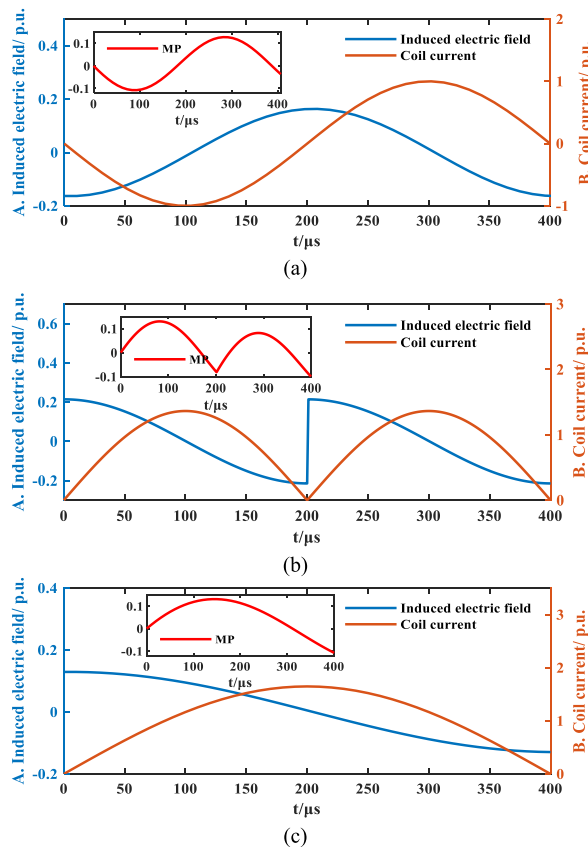 A. Induced electric field/ p.u.
0.4
0.2
0
-0.2
0.1
0
-0.1
MP
0 100 200 300 400
t/μs
Induced electric field
Coil current
2
1
0
-1
B. Coil current/ p.u.
0 50 100 150 200 250 300 350 400
t/μs
(a)
A. Induced electric field/ p.u.
0.6
0.4
0.2
0
-0.2
0.1
0
-0.1
MP
0 100 200 300 400
t/μs
Induced electric field
Coil current
3
2
1
0
B. Coil current/ p.u.
0 50 100 150 200 250 300 350 400
t/μs
(b)
A. Induced electric field/ p.u.
0.4
0.2
0
-0.2
0.1
0
-0.1
MP
0 100 200 300 400
t/μs
Induced electric field
Coil current
3
2
1
0
B. Coil current/ p.u.
0 50 100 150 200 250 300 350 400
t/μs
(c)